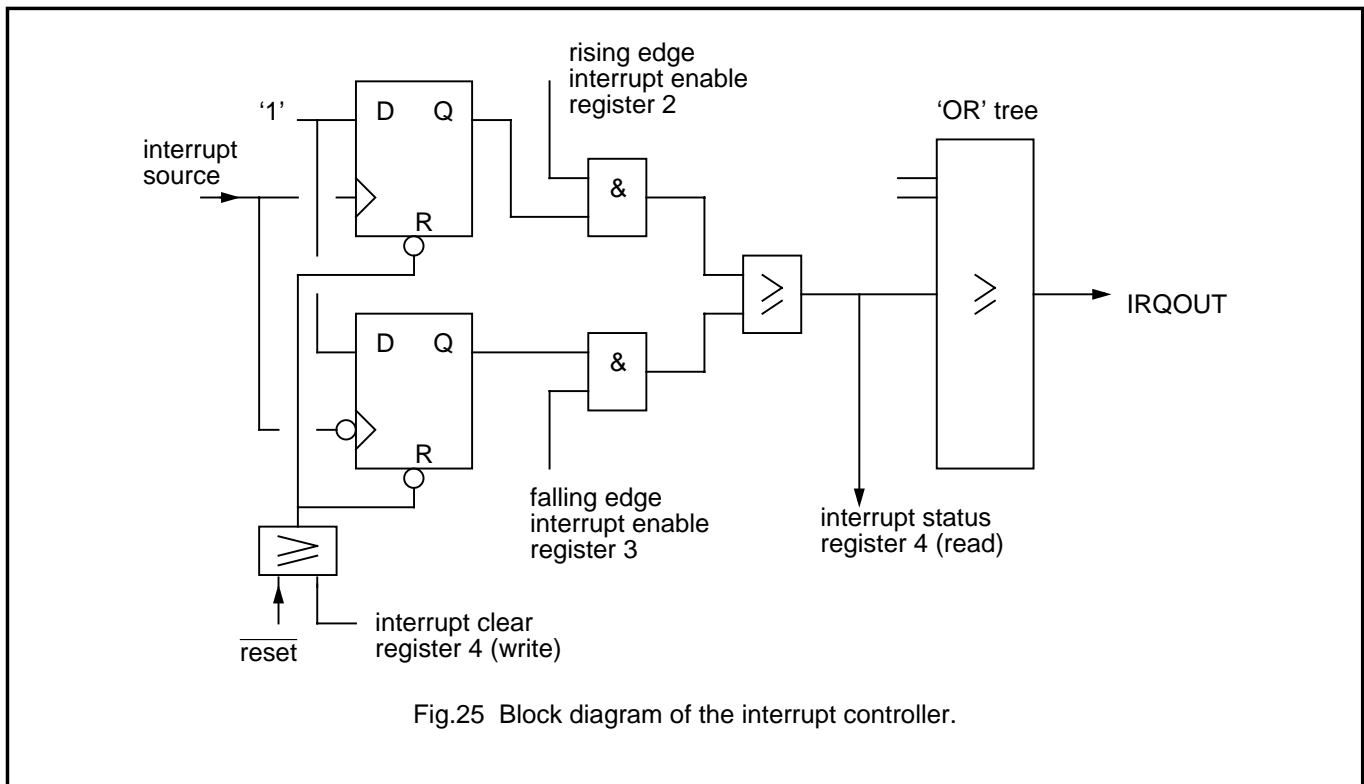 rising edge
interrupt enable
register 2
‘1’
D Q
‘OR’ tree
interrupt
source
&
R
≥
≥
IRQOUT
D Q
&
R
falling edge
interrupt enable
register 3
interrupt status
register 4 (read)
≥
interrupt clear
register 4 (write)
reset
Fig.25 Block diagram of the interrupt controller.